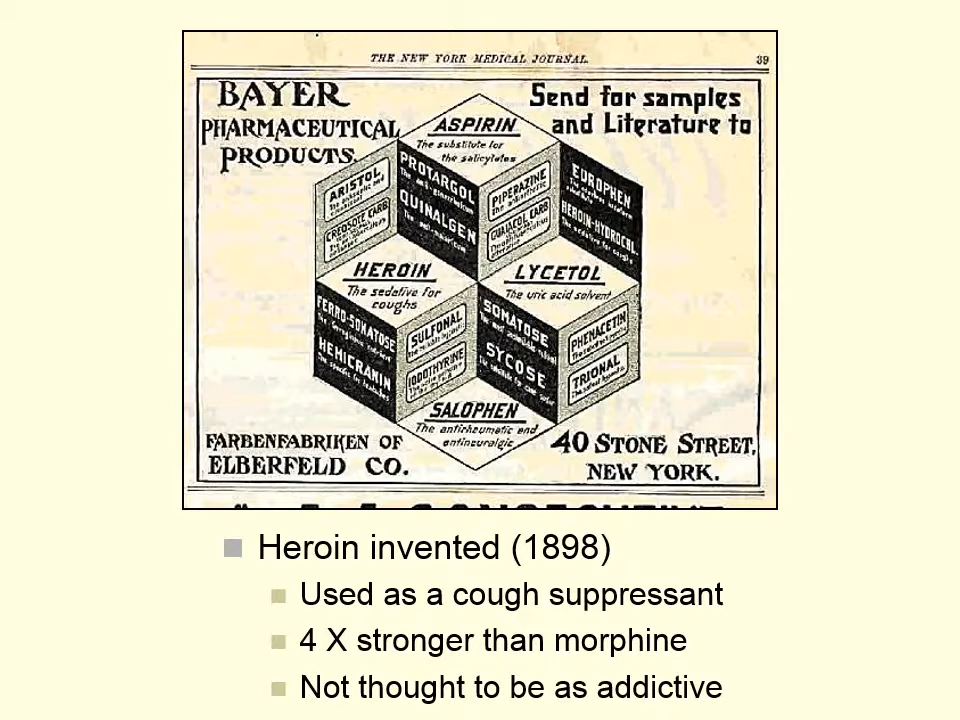 THE NEW YORK MEDICAL JOURNAL.
39
BAYER
PHARMACEUTICAL
PRODUCTS.
Send for samples
and Literature to
ASPIRIN
The substitute for
the salicylates
ARISTOL
CREOSOTE CARB
PROTARGOL
QUINALGEN
PIPERAZINE
GUAIACOL CARB
EUROPHEN
HEROIN-HYDROCHL.
HEROIN
The sedative for
coughs
LYCETOL
The uric acid solvent
FERRO-SOMATOSE
HEMICRANIN
SULFONAL
IODOTHYRINE
SOMATOSE
SYCOSE
PHENACETIN
TRIONAL
SALOPHEN
The antirheumatic and
antineuralgic
FARBENFABRIKEN OF
ELBERFELD CO.
40 STONE STREET,
NEW YORK.
Heroin invented (1898)
Used as a cough suppressant
4 X stronger than morphine
Not thought to be as addictive